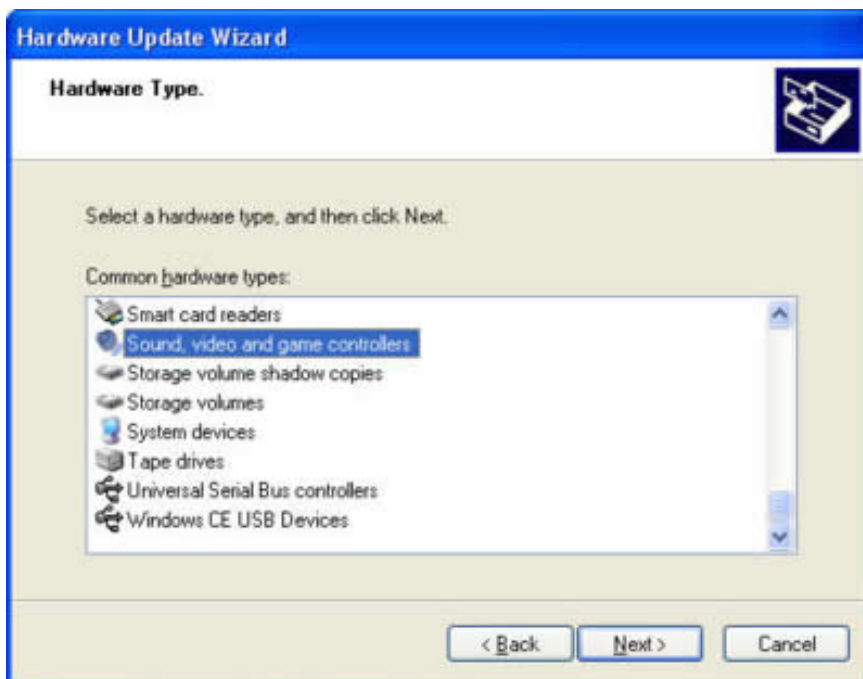 Hardware Update Wizard
Hardware Type.
Select a hardware type, and then click Next.
Common hardware types:
Smart card readers
Sound, video and game controllers
Storage volume shadow copies
Storage volumes
System devices
Tape drives
Universal Serial Bus controllers
Windows CE USB Devices
< Back Next > Cancel